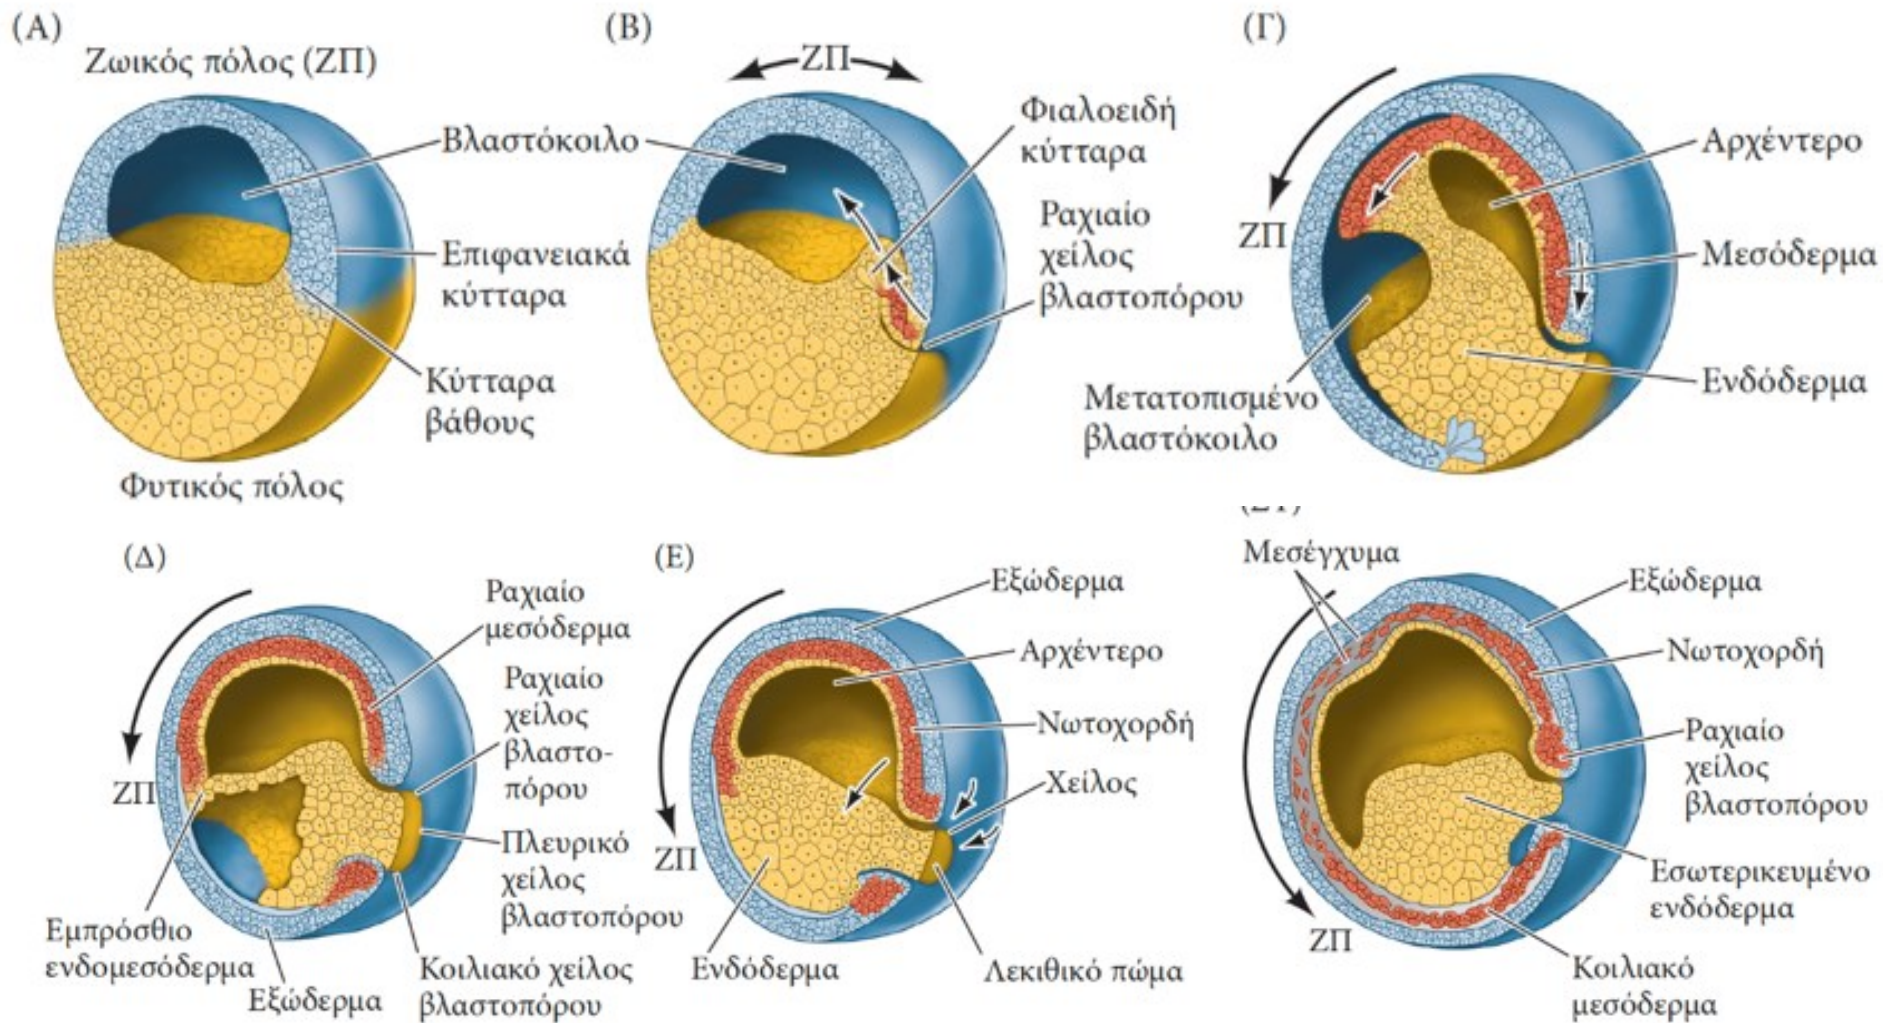 (Α)
Ζωικός πόλος (ΖΠ)
Βλαστόκοιλο
Επιφανειακά
κύτταρα
Κύτταρα
βάθους
Φυτικός πόλος
(Β)
ΖΠ
Φιαλοειδή
κύτταρα
Ραχιαίο
χείλος
βλαστοπόρου
(Γ)
ΖΠ
Αρχέντερο
Μεσόδερμα
Ενδόδερμα
Μετατοπισμένο
βλαστόκοιλο
(Δ)
Ραχιαίο
μεσόδερμα
Ραχιαίο
χείλος
βλαστο-
πόρου
ΖΠ
Πλευρικό
χείλος
βλαστοπόρου
Εμπρόσθιο
ενδομεσόδερμα
Εξώδερμα
Κοιλιακό χείλος
βλαστοπόρου
(Ε)
Εξώδερμα
Αρχέντερο
Νωτοχορδή
Χείλος
ΖΠ
Ενδόδερμα
Λεκιθικό πώμα
Μεσέγχυμα
Εξώδερμα
Νωτοχορδή
Ραχιαίο
χείλος
βλαστοπόρου
Εσωτερικευμένο
ενδόδερμα
ΖΠ
Κοιλιακό
μεσόδερμα